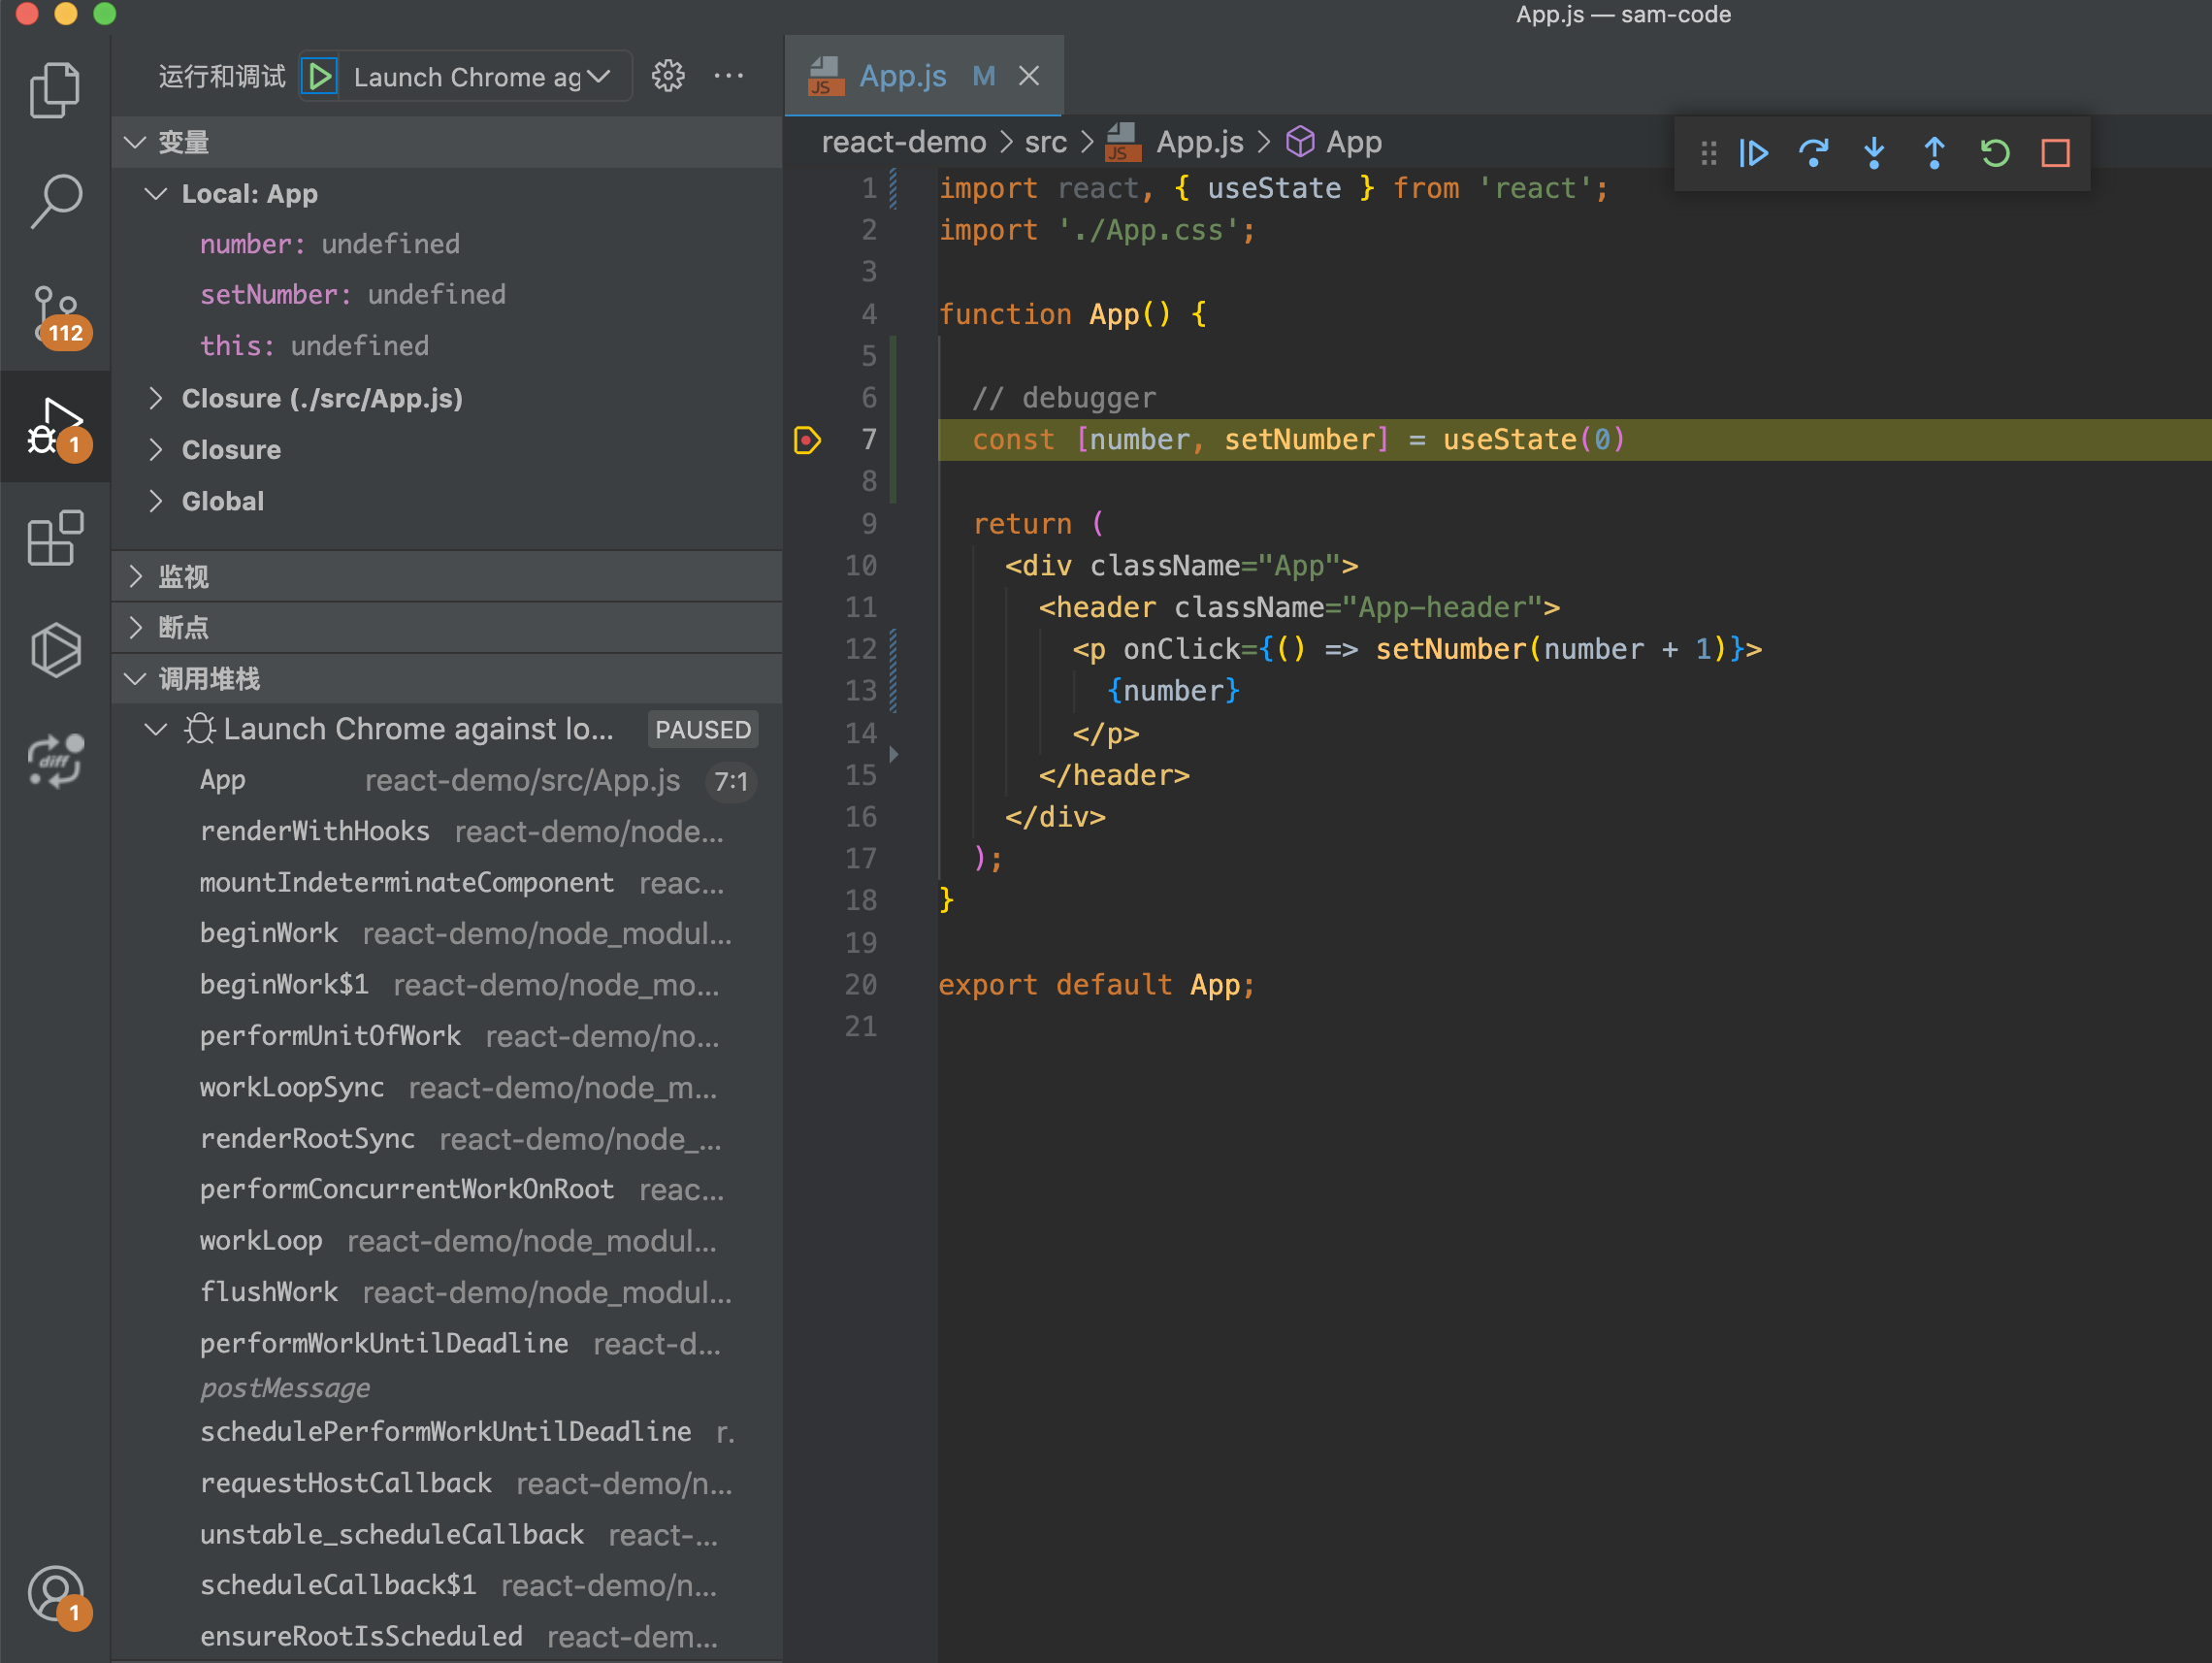 App.js — sam-code
运行和调试 Launch Chrome ag
变量
Local: App
number: undefined
setNumber: undefined
this: undefined
Closure (./src/App.js)
Closure
Global
监视
断点
调用堆栈
Launch Chrome against lo... PAUSED
App react-demo/src/App.js 7:1
renderWithHooks react-demo/node...
mountIndeterminateComponent reac...
beginWork react-demo/node_modul...
beginWork$1 react-demo/node_mo...
performUnitOfWork react-demo/no...
workLoopSync react-demo/node_m...
renderRootSync react-demo/node_...
performConcurrentWorkOnRoot reac...
workLoop react-demo/node_modul...
flushWork react-demo/node_modul...
performWorkUntilDeadline react-d...
postMessage
schedulePerformWorkUntilDeadline r.
requestHostCallback react-demo/n...
unstable_scheduleCallback react-...
scheduleCallback$1 react-demo/n...
ensureRootIsScheduled react-dem...
112
1
diff
1
JS App.js M
react-demo > src > JS App.js > App
1 import react, { useState } from 'react';
2 import './App.css';
3
4 function App() {
5
6 // debugger
7 const [number, setNumber] = useState(0)
8
9 return (
10 <div className="App">
11 <header className="App-header">
12 <p onClick={() => setNumber(number + 1)}>
13 {number}
14 </p>
15 </header>
16 </div>
17 );
18 }
19
20 export default App;
21